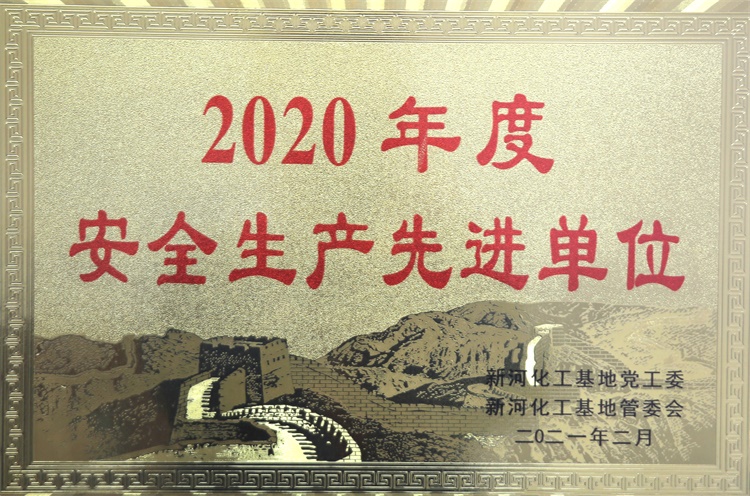 2020年度
安全生产先进单位
新河化工基地党工委
新河化工基地管委会
二〇二一年二月